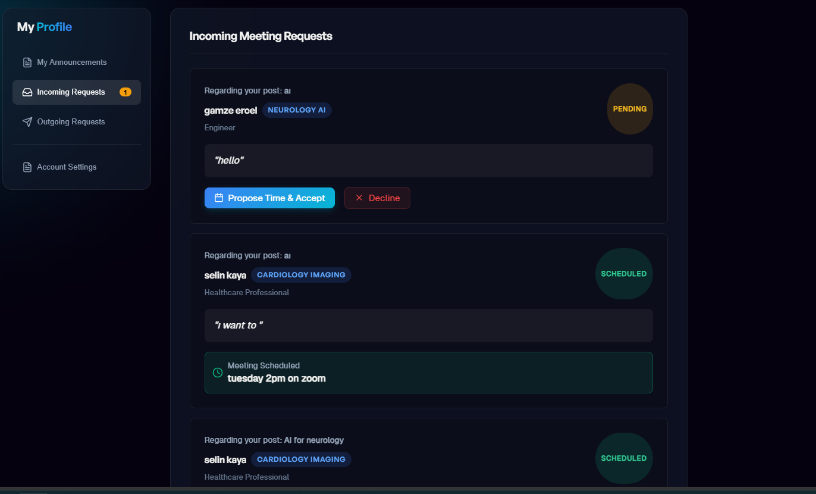 My Profile
My Announcements
Incoming Requests 1
Outgoing Requests
Account Settings
Incoming Meeting Requests
Regarding your post: aı
gamze ercel NEUROLOGY AI
Engineer
PENDING
"hello"
Propose Time & Accept
Decline
Regarding your post: aı
selin kaya CARDIOLOGY IMAGING
Healthcare Professional
SCHEDULED
"ı want to "
Meeting Scheduled
tuesday 2pm on zoom
Regarding your post: AI for neurology
selin kaya CARDIOLOGY IMAGING
Healthcare Professional
SCHEDULED